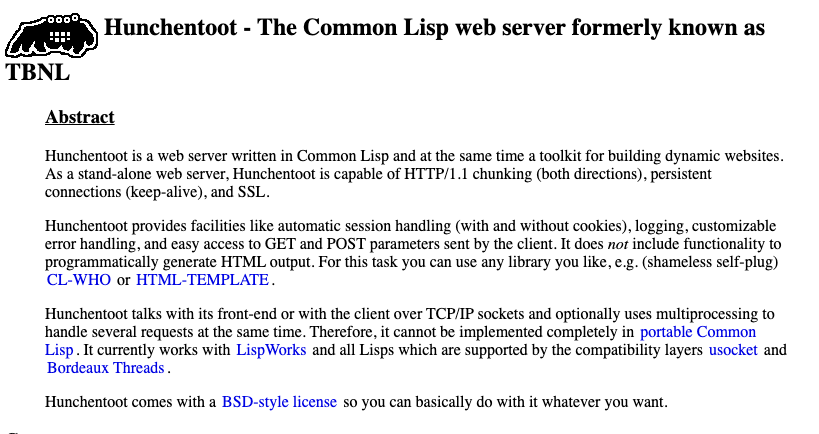 Hunchentoot - The Common Lisp web server formerly known as
TBNL
Abstract
Hunchentoot is a web server written in Common Lisp and at the same time a toolkit for building dynamic websites.
As a stand-alone web server, Hunchentoot is capable of HTTP/1.1 chunking (both directions), persistent
connections (keep-alive), and SSL.
Hunchentoot provides facilities like automatic session handling (with and without cookies), logging, customizable
error handling, and easy access to GET and POST parameters sent by the client. It does not include functionality to
programmatically generate HTML output. For this task you can use any library you like, e.g. (shameless self-plug)
CL-WHO or HTML-TEMPLATE.
Hunchentoot talks with its front-end or with the client over TCP/IP sockets and optionally uses multiprocessing to
handle several requests at the same time. Therefore, it cannot be implemented completely in portable Common
Lisp. It currently works with LispWorks and all Lisps which are supported by the compatibility layers usocket and
Bordeaux Threads.
Hunchentoot comes with a BSD-style license so you can basically do with it whatever you want.